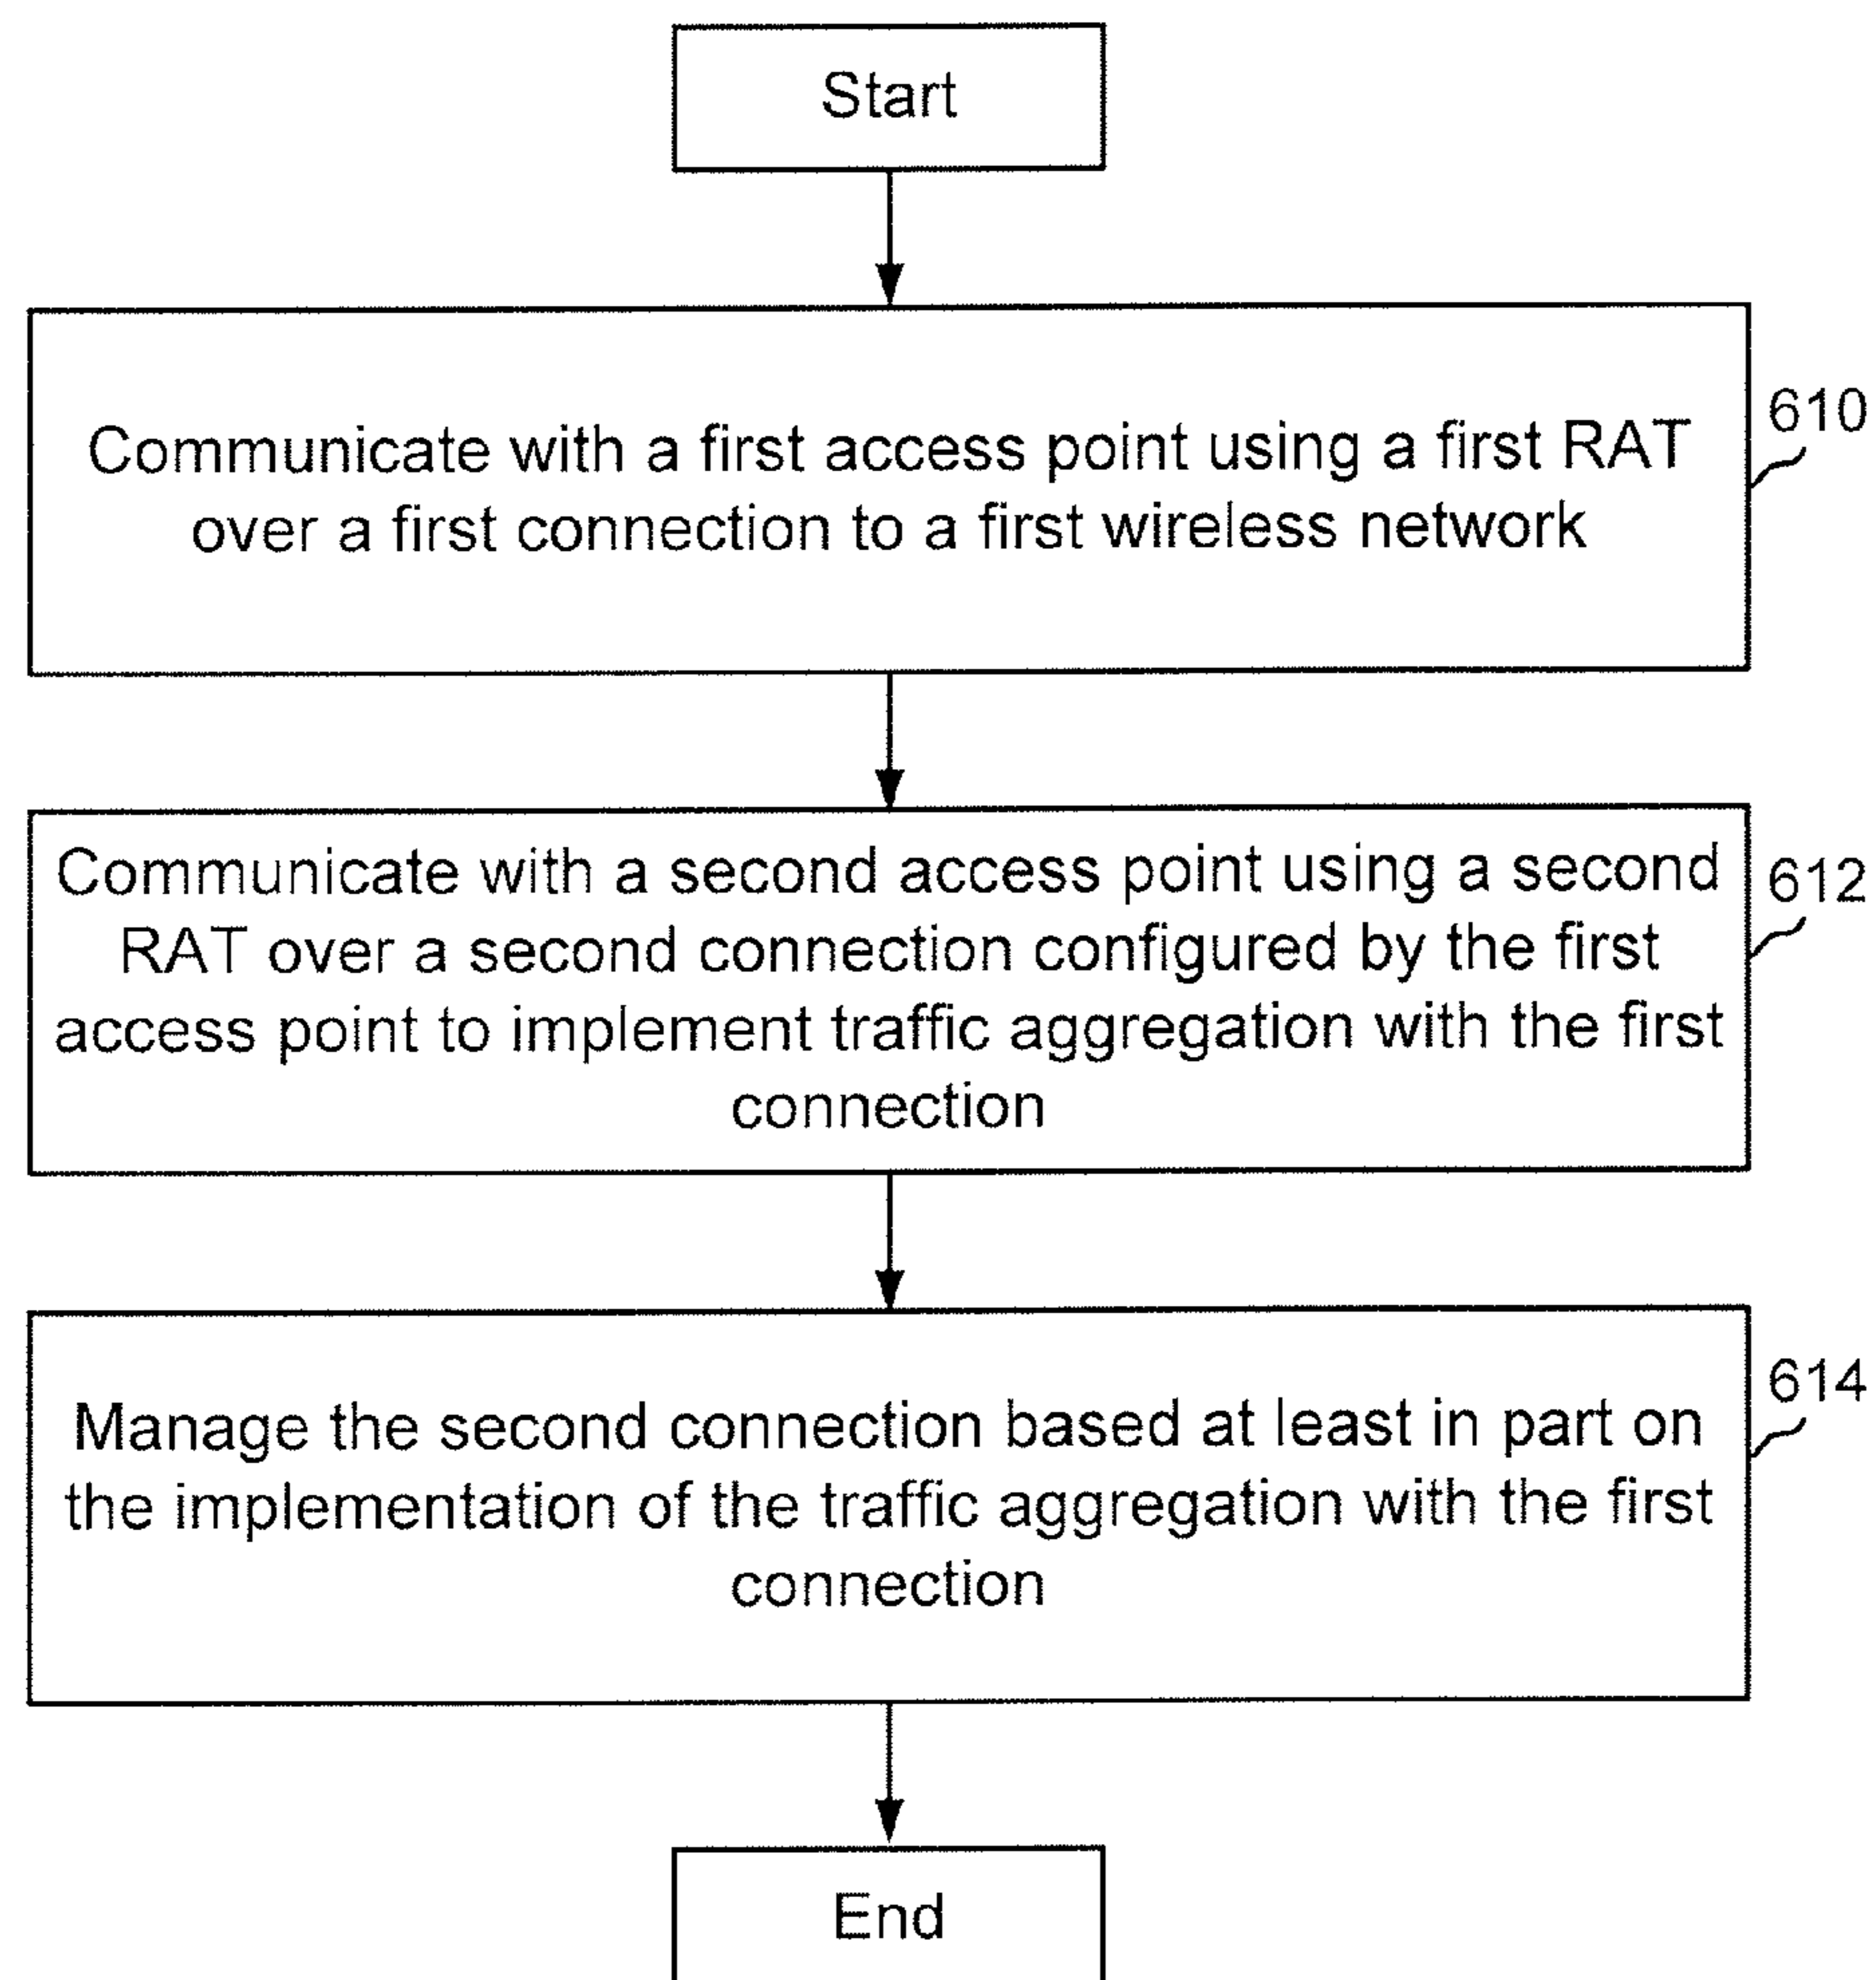 Start
Communicate with a first access point using a first RAT
over a first connection to a first wireless network
610
Communicate with a second access point using a second
RAT over a second connection configured by the first
access point to implement traffic aggregation with the first
connection
612
Manage the second connection based at least in part on
the implementation of the traffic aggregation with the first
connection
614
End